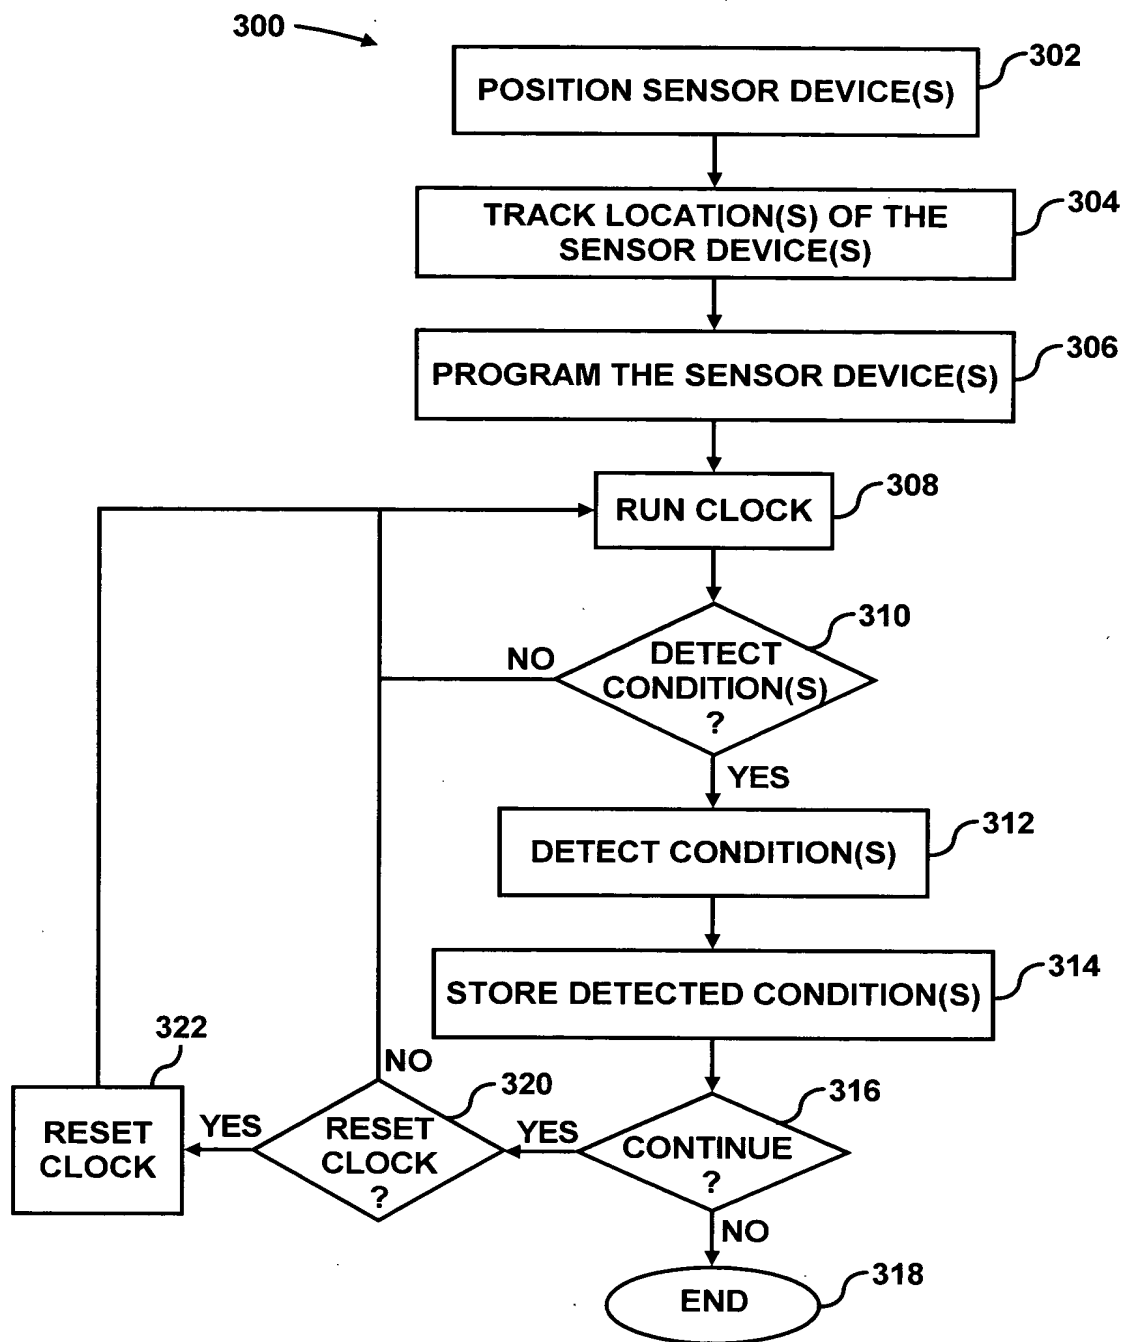 300
302
POSITION SENSOR DEVICE(S)
304
TRACK LOCATION(S) OF THE
SENSOR DEVICE(S)
306
PROGRAM THE SENSOR DEVICE(S)
308
RUN CLOCK
310
NO
DETECT
CONDITION(S)
?
YES
312
DETECT CONDITION(S)
314
STORE DETECTED CONDITION(S)
322
NO
320
316
RESET
CLOCK
YES
RESET
CLOCK
?
YES
CONTINUE
?
NO
318
END